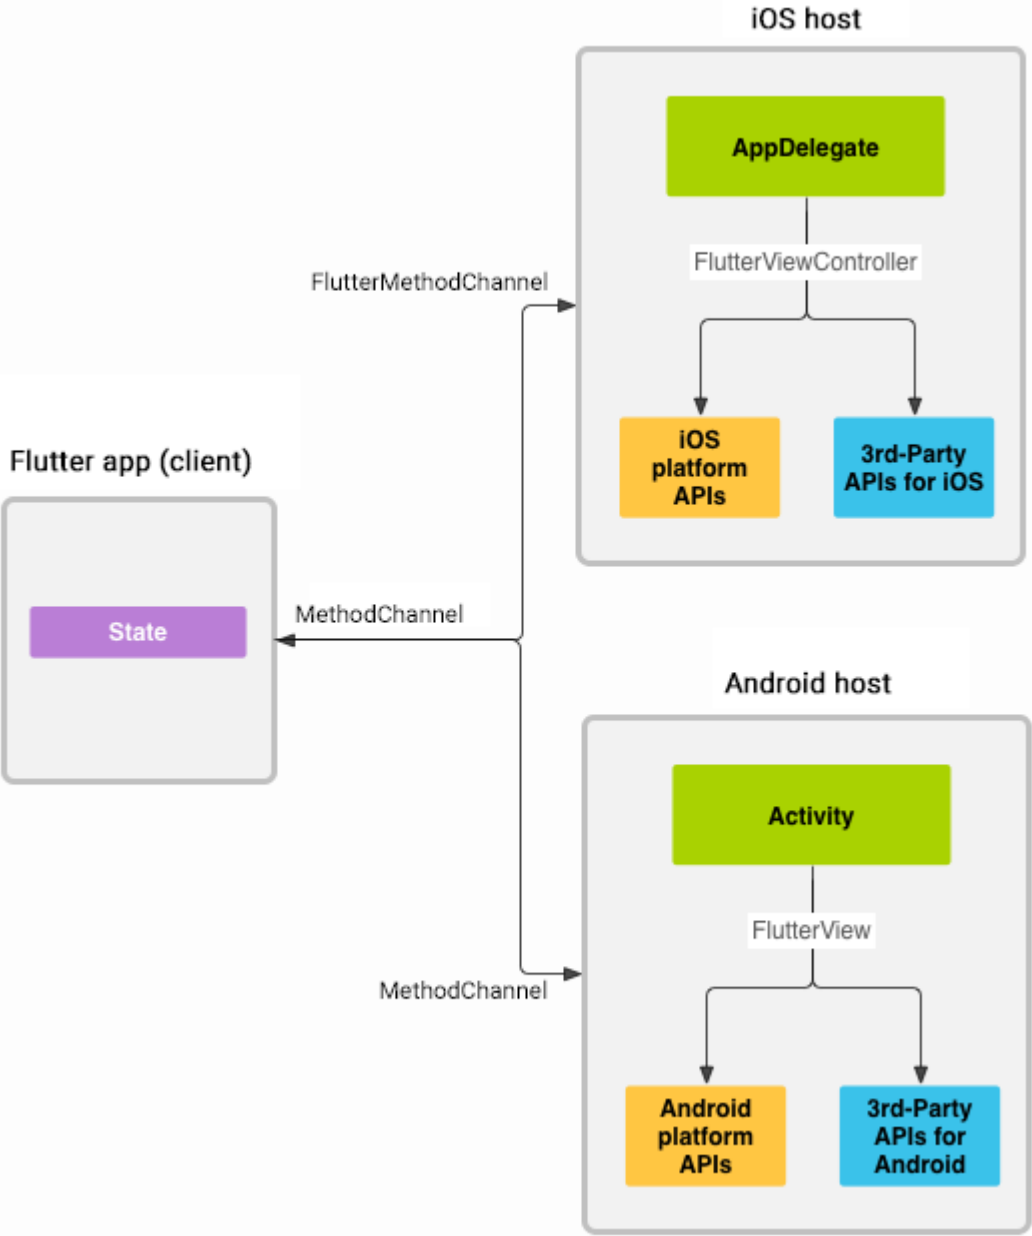 iOS host
AppDelegate
FlutterViewController
FlutterMethodChannel
iOS
platform
APIs
3rd-Party
APIs for iOS
Flutter app (client)
State
MethodChannel
Android host
Activity
FlutterView
MethodChannel
Android
platform
APIs
3rd-Party
APIs for
Android